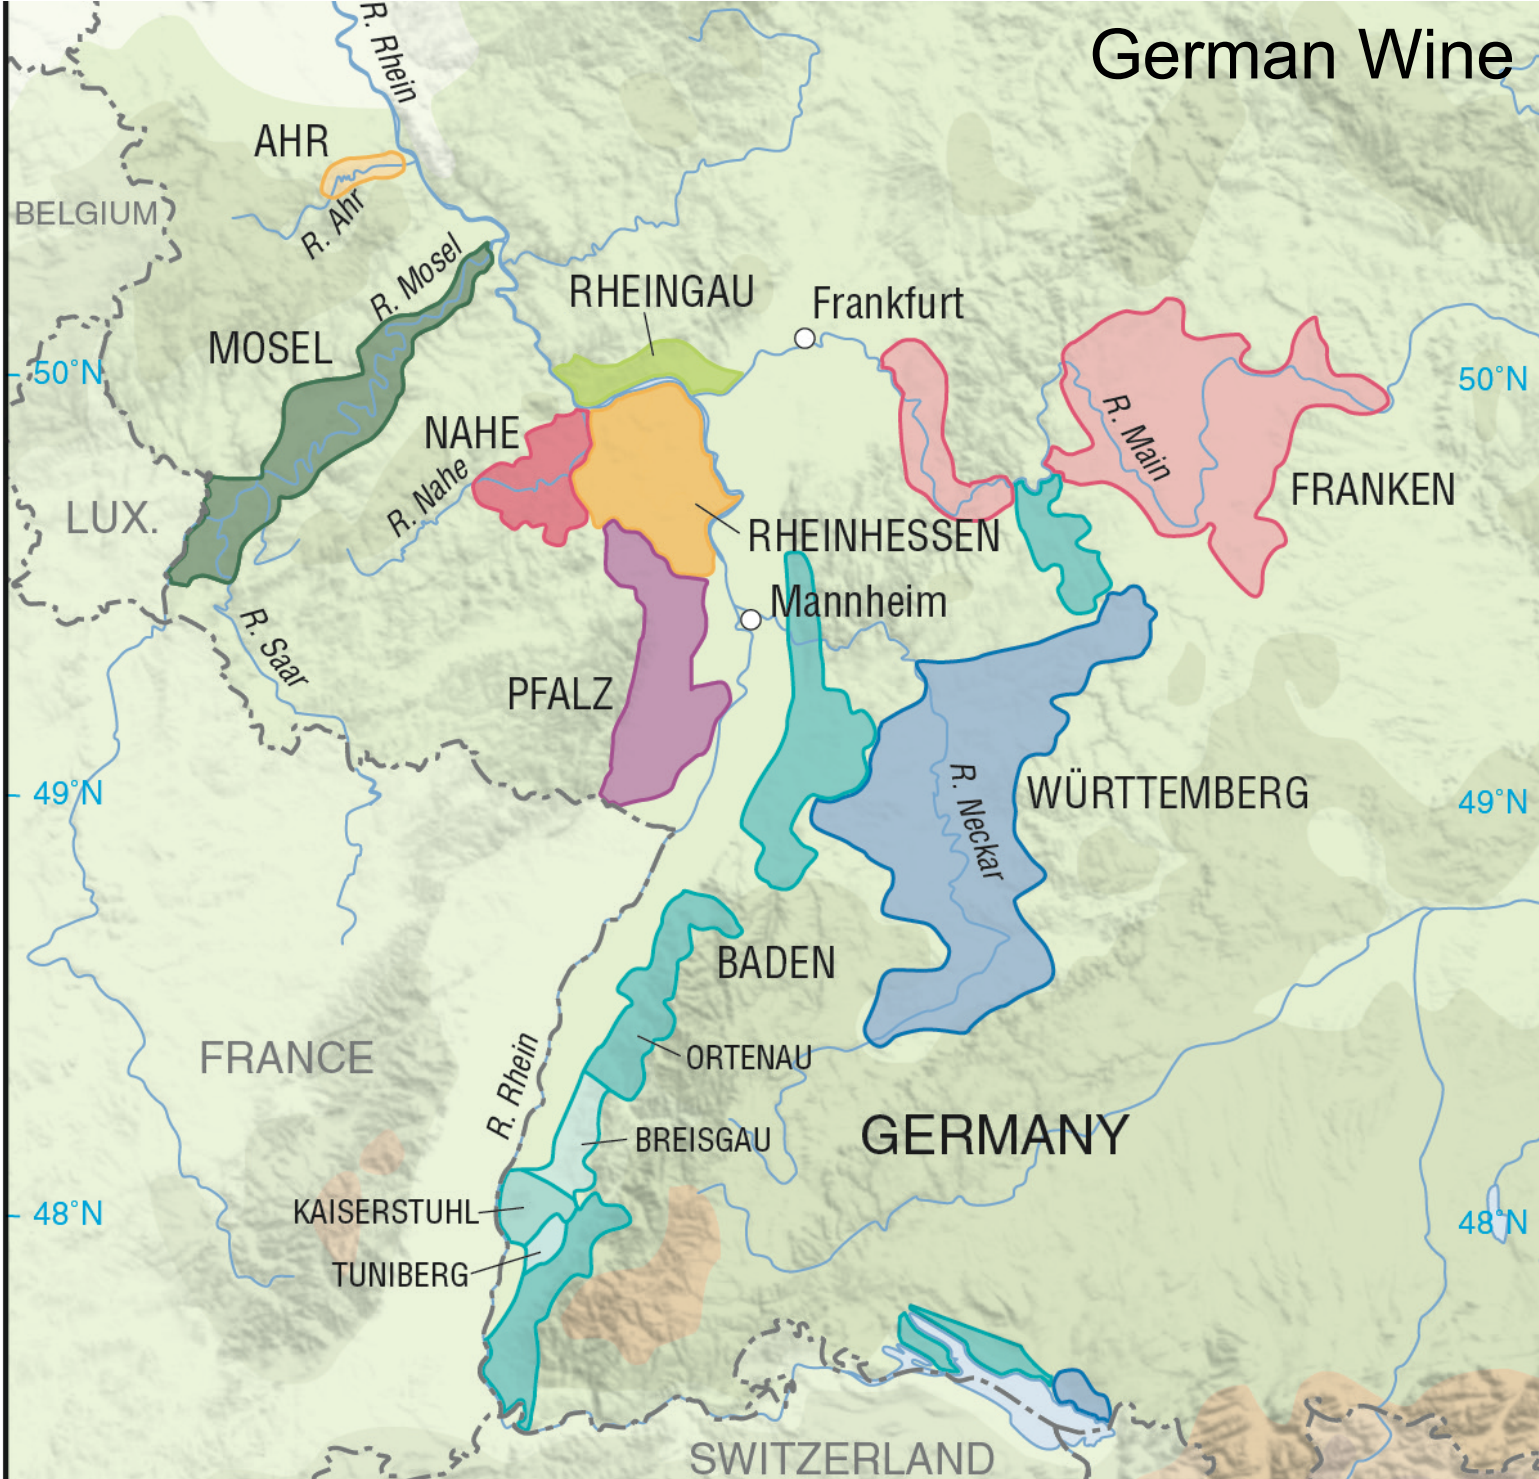 German Wine
R. Rhein
AHR
BELGIUM
R. Ahr
R. Mosel
RHEINGAU
Frankfurt
MOSEL
50°N
50°N
NAHE
R. Main
R. Nahe
FRANKEN
LUX.
RHEINHESSEN
Mannheim
R. Saar
PFALZ
49°N
R. Neckar
WÜRTTEMBERG
49°N
BADEN
FRANCE
ORTENAU
R. Rhein
BREISGAU
GERMANY
KAISERSTUHL
48°N
48°N
TUNIBERG
SWITZERLAND